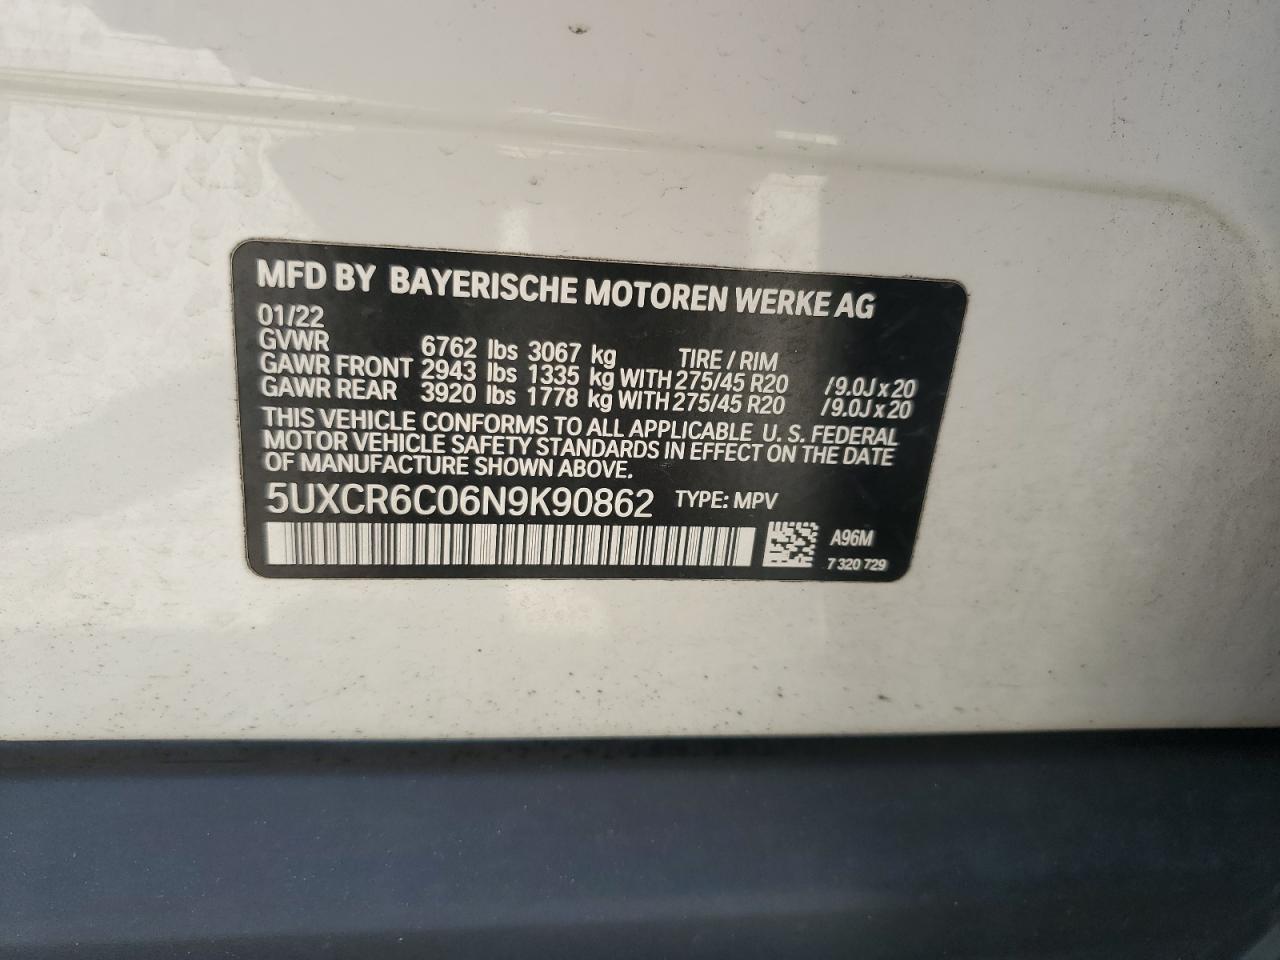 MFD BY BAYERISCHE MOTOREN WERKE AG
01/22
GVWR 6762 lbs 3067 kg TIRE / RIM
GAWR FRONT 2943 lbs 1335 kg WITH 275/45 R20 /9.0J x 20
GAWR REAR 3920 lbs 1778 kg WITH 275/45 R20 /9.0J x 20
THIS VEHICLE CONFORMS TO ALL APPLICABLE U. S. FEDERAL
MOTOR VEHICLE SAFETY STANDARDS IN EFFECT ON THE DATE
OF MANUFACTURE SHOWN ABOVE.
5UXCR6C06N9K90862 TYPE: MPV
A96M
7 320 729